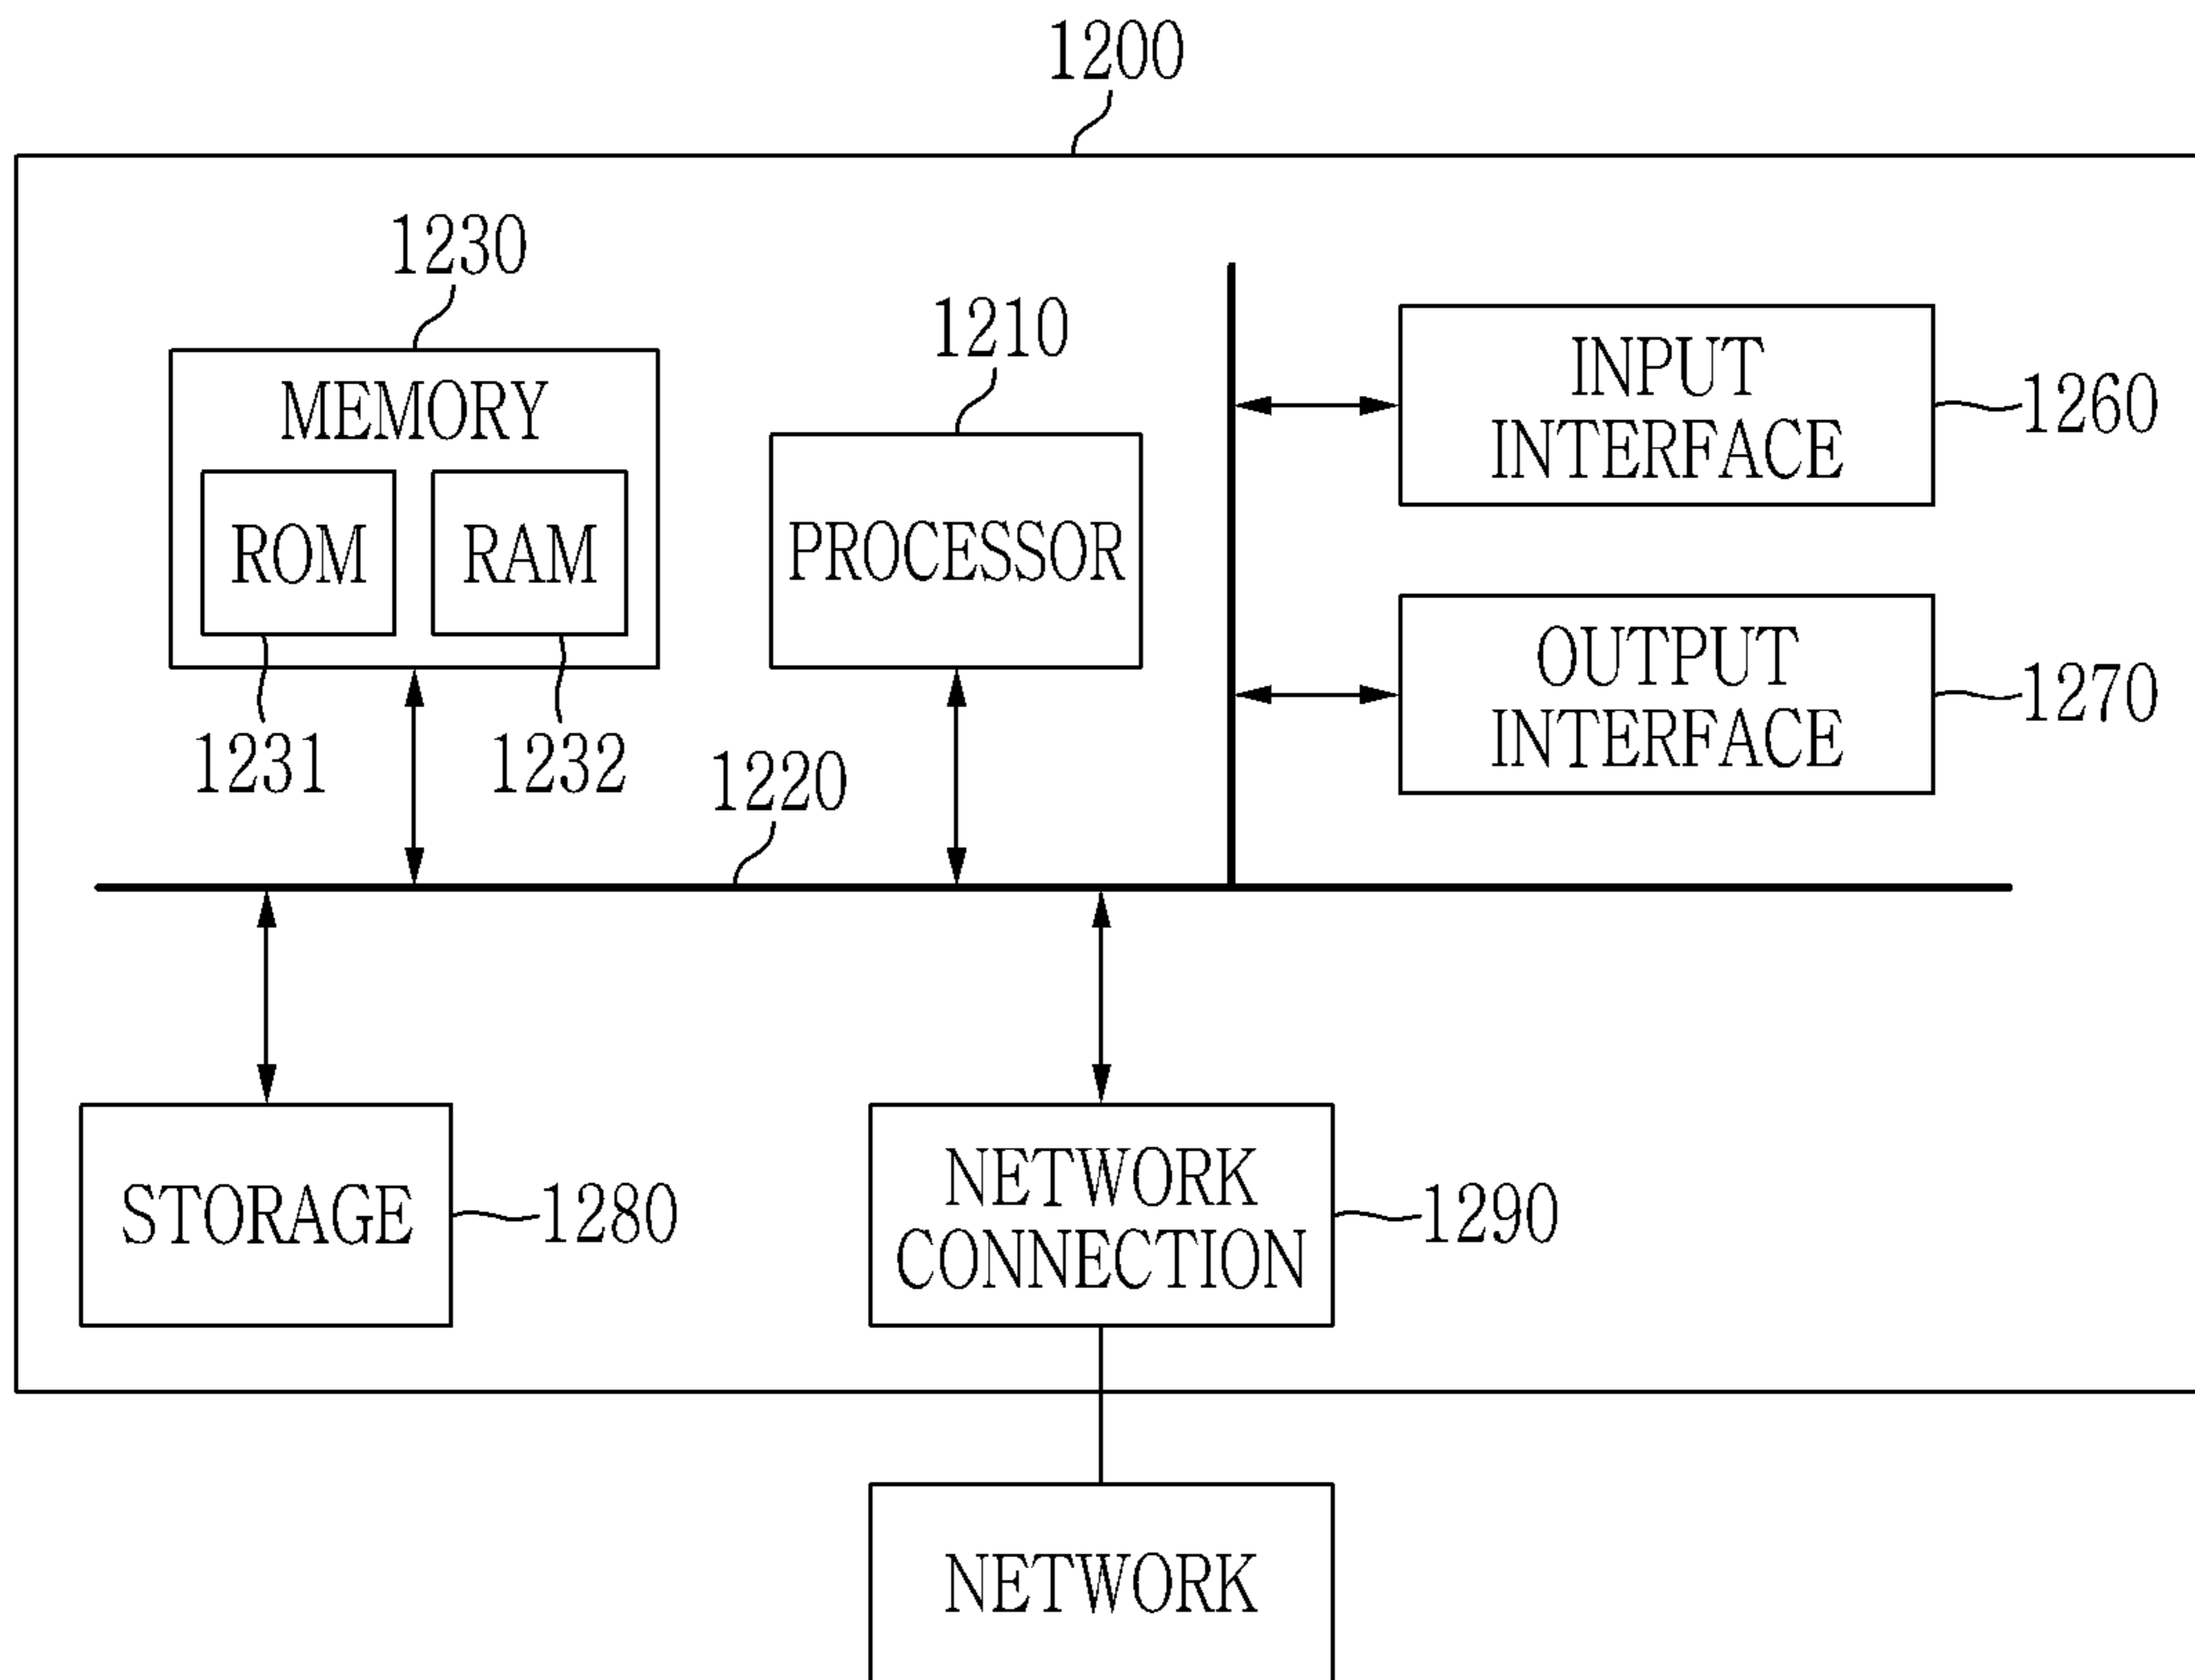 1200
1230
1210
MEMORY
ROM
RAM
PROCESSOR
INPUT
INTERFACE
1260
OUTPUT
INTERFACE
1270
1231
1232
1220
STORAGE
1280
NETWORK
CONNECTION
1290
NETWORK